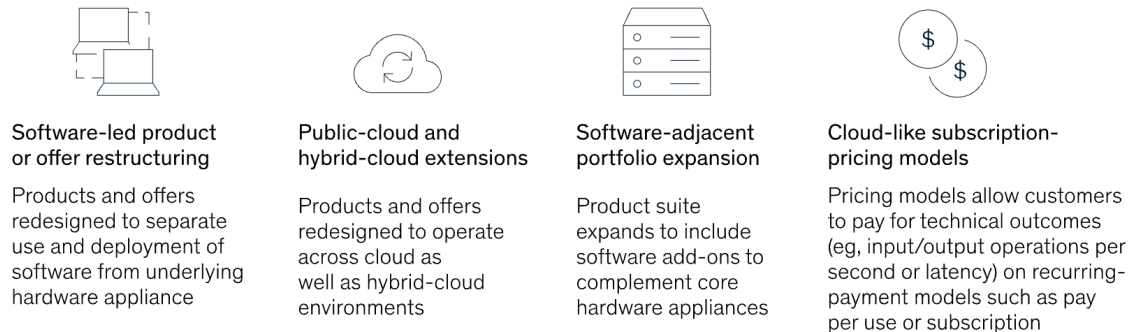 $
$
Software-led product
or offer restructuring
Products and offers
redesigned to separate
use and deployment of
software from underlying
hardware appliance
Public-cloud and
hybrid-cloud extensions
Products and offers
redesigned to operate
across cloud as
well as hybrid-cloud
environments
Software-adjacent
portfolio expansion
Product suite
expands to include
software add-ons to
complement core
hardware appliances
Cloud-like subscription-
pricing models
Pricing models allow customers
to pay for technical outcomes
(eg, input/output operations per
second or latency) on recurring-
payment models such as pay
per use or subscription